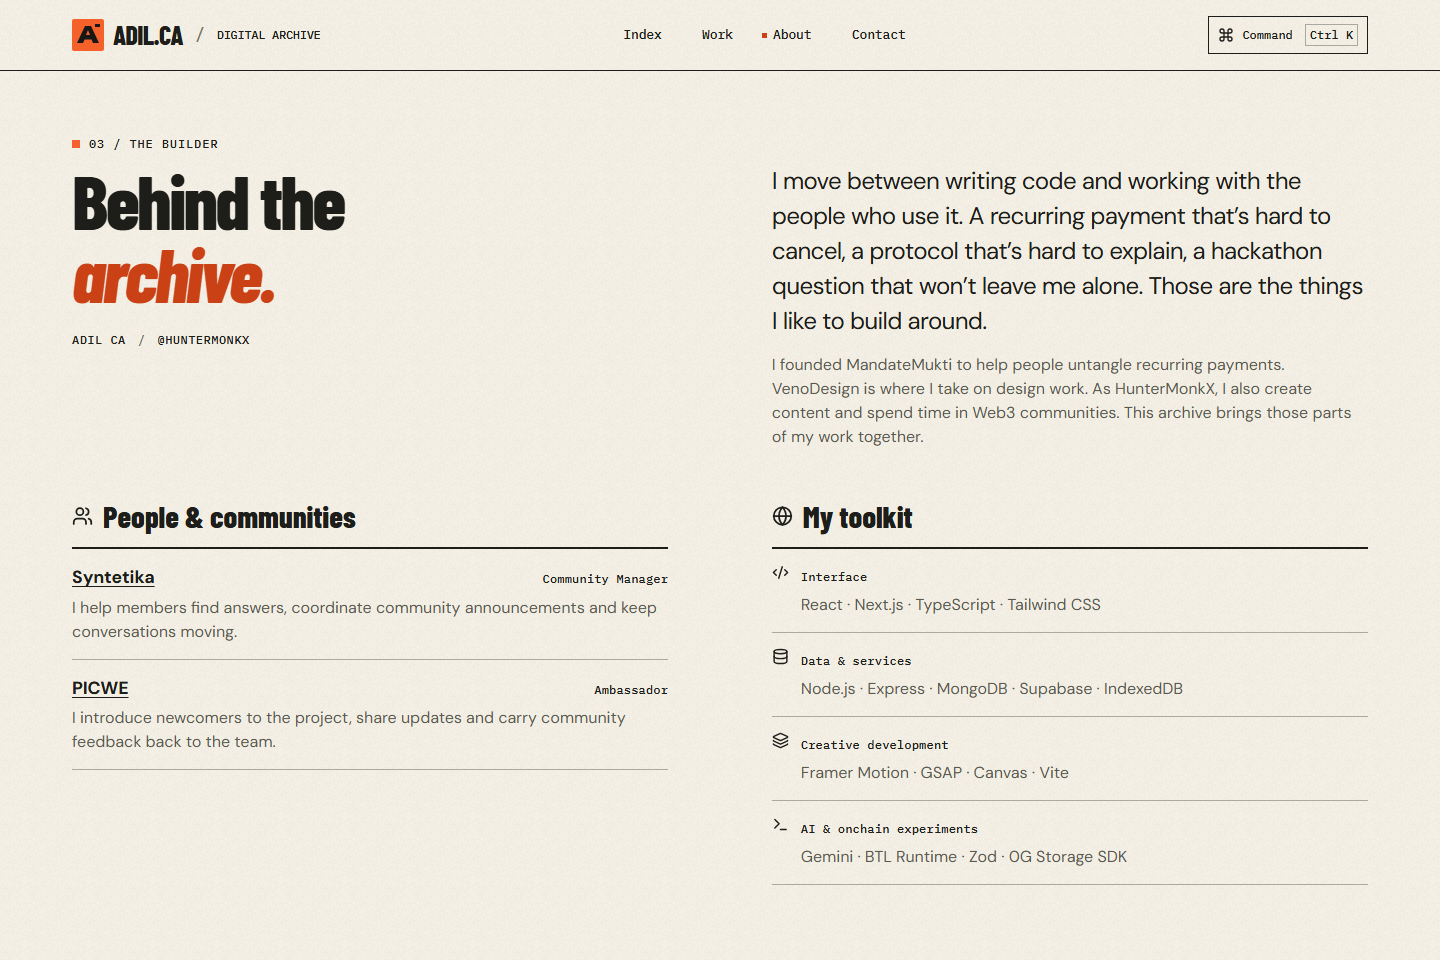 A ADIL.CA / DIGITAL ARCHIVE
Index Work About Contact
⌘ Command Ctrl K
03 / THE BUILDER
Behind the
archive.
ADIL CA / @HUNTERMONKX
I move between writing code and working with the
people who use it. A recurring payment that’s hard to
cancel, a protocol that’s hard to explain, a hackathon
question that won’t leave me alone. Those are the things
I like to build around.
I founded MandateMukti to help people untangle recurring payments.
VenoDesign is where I take on design work. As HunterMonkX, I also create
content and spend time in Web3 communities. This archive brings those parts
of my work together.
People & communities
Syntetika Community Manager
I help members find answers, coordinate community announcements and keep
conversations moving.
PICWE Ambassador
I introduce newcomers to the project, share updates and carry community
feedback back to the team.
My toolkit
Interface
React · Next.js · TypeScript · Tailwind CSS
Data & services
Node.js · Express · MongoDB · Supabase · IndexedDB
Creative development
Framer Motion · GSAP · Canvas · Vite
AI & onchain experiments
Gemini · BTL Runtime · Zod · 0G Storage SDK